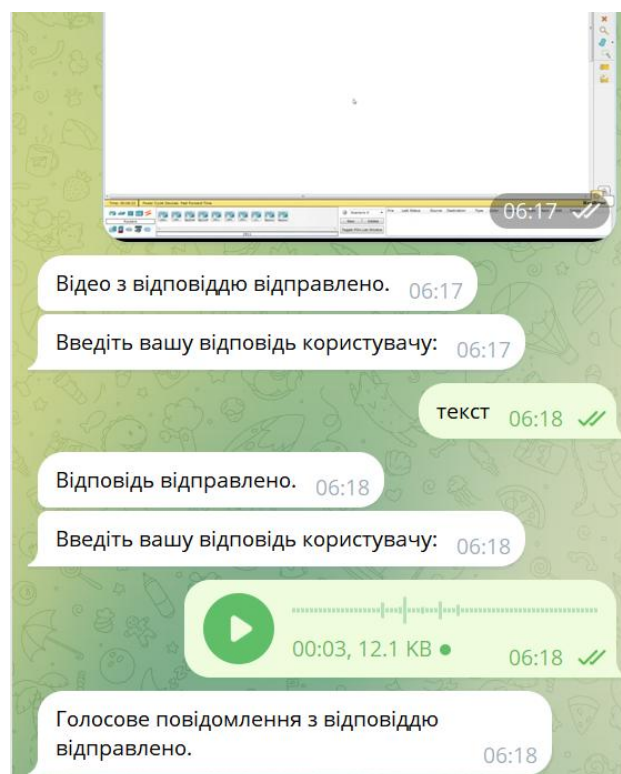 06:17
Відео з відповіддю відправлено. 06:17
Введіть вашу відповідь користувачу: 06:17
текст 06:18
Відповідь відправлено. 06:18
Введіть вашу відповідь користувачу: 06:18
00:03, 12.1 KB 06:18
Голосове повідомлення з відповіддю
відправлено. 06:18